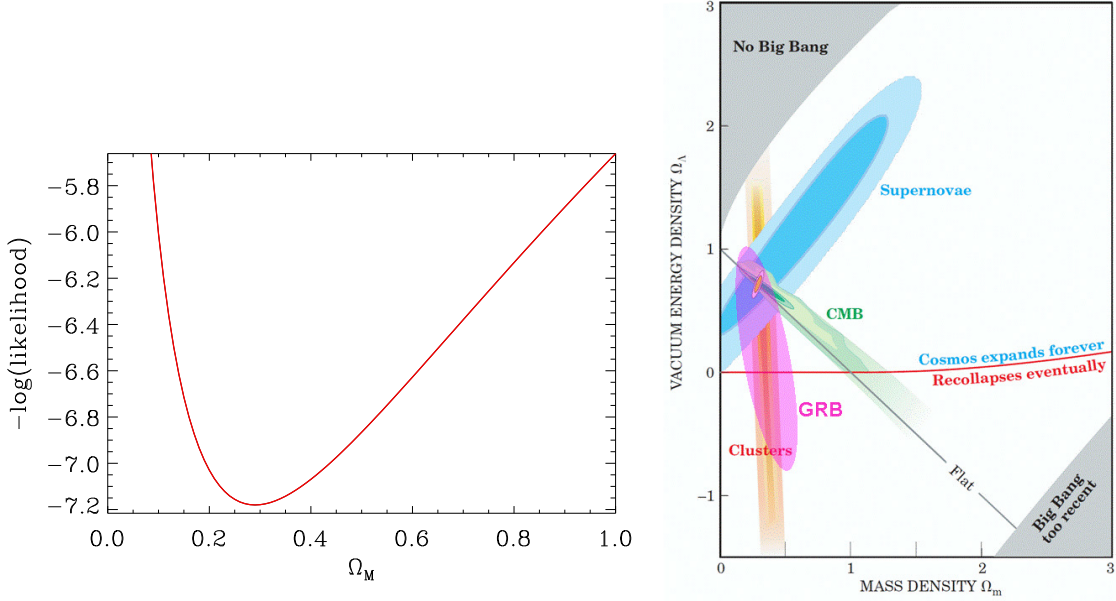 −log(likelihood)
−5.8
−6.0
−6.2
−6.4
−6.6
−6.8
−7.0
−7.2
0.0 0.2 0.4 0.6 0.8 1.0
Ω_M
VACUUM ENERGY DENSITY Ω_Λ
3
2
1
0
−1
No Big Bang
Supernovae
CMB
Cosmos expands forever
Recollapses eventually
GRB
Clusters
Flat
Big Bang
too recent
0 1 2 3
MASS DENSITY Ω_m